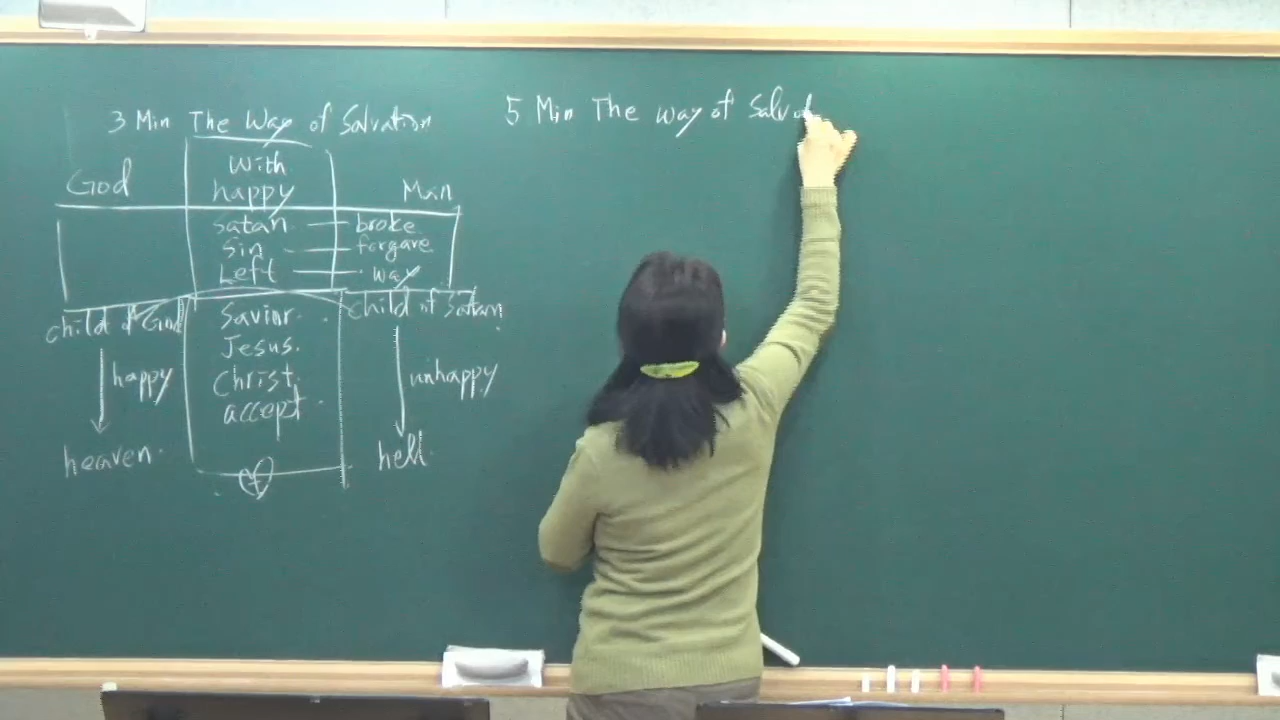 3 Min The Way of Salvation
God
With
happy
Man
Satan broke
Sin forgave
Left way
child of God
Savior.
Jesus.
Christ.
accept.
child of Satan
happy
unhappy
heaven.
hell.
5 Min The way of Salva